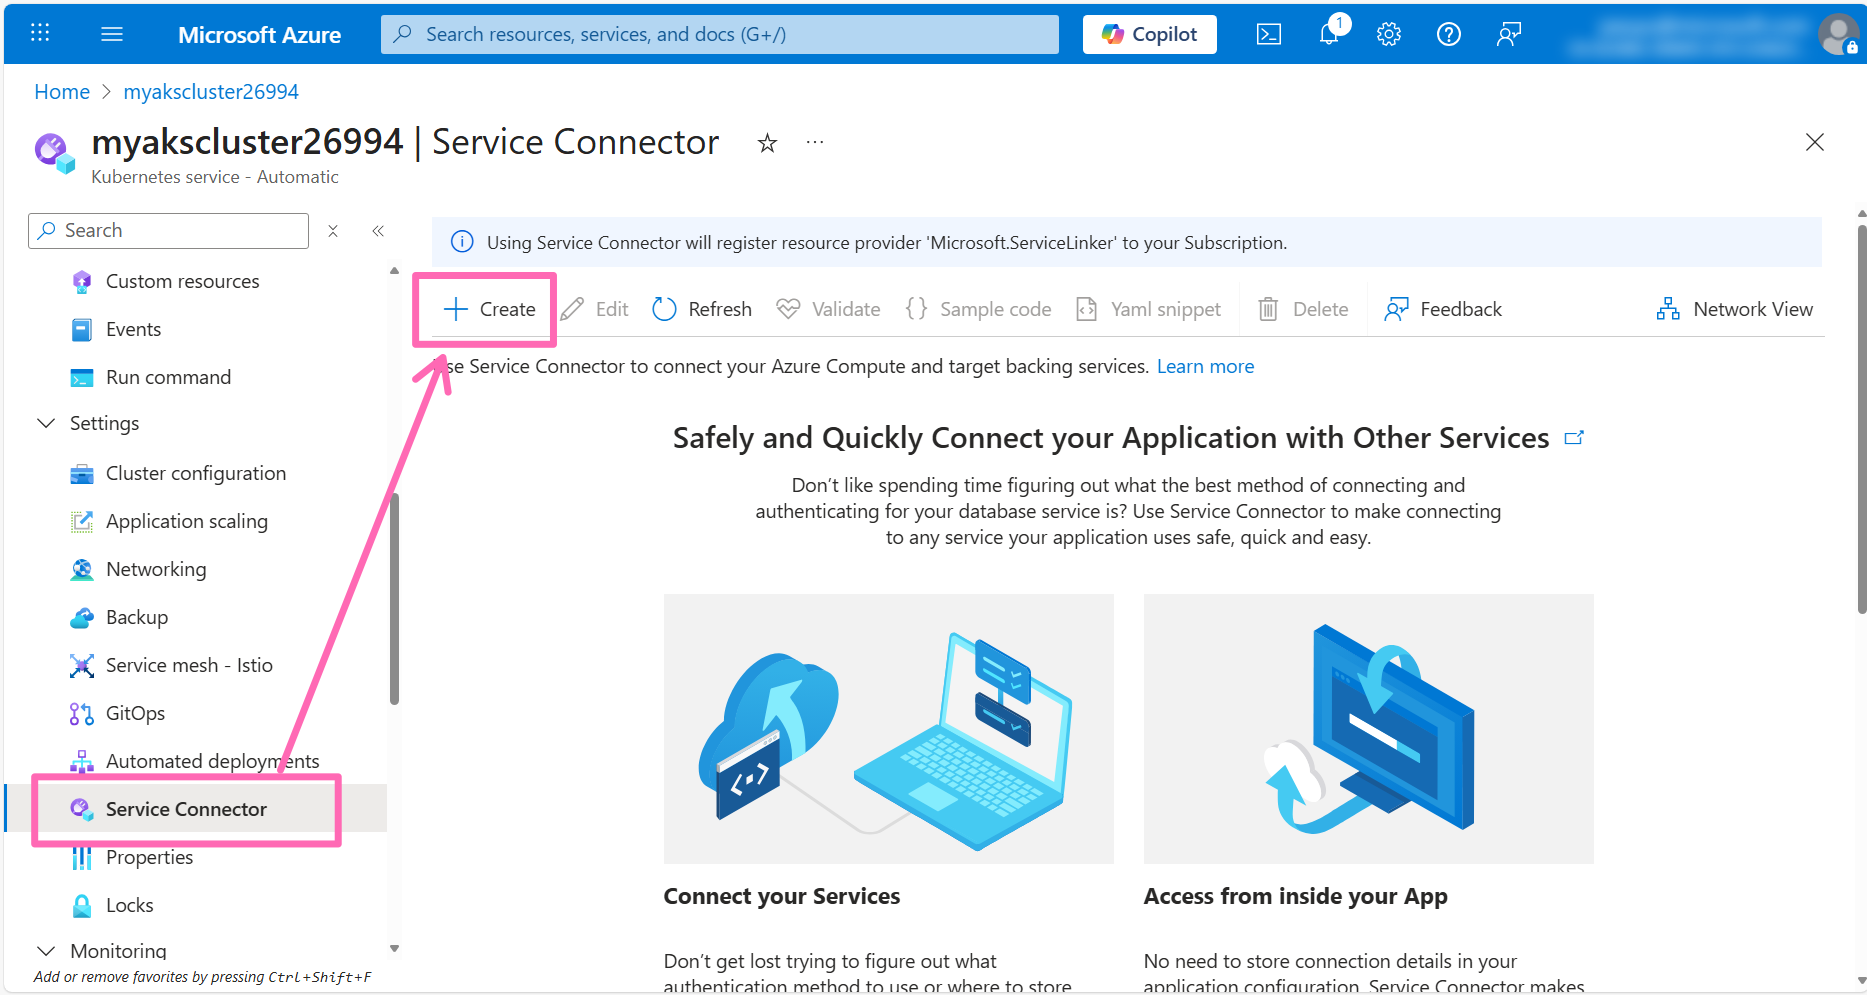 Microsoft Azure
Search resources, services, and docs (G+/)
Copilot
1
Home > myakscluster26994
myakscluster26994 | Service Connector
Kubernetes service - Automatic
Search
Custom resources
Events
Run command
Settings
Cluster configuration
Application scaling
Networking
Backup
Service mesh - Istio
GitOps
Automated deployments
Service Connector
Properties
Locks
Monitoring
Add or remove favorites by pressing Ctrl+Shift+F
Using Service Connector will register resource provider 'Microsoft.ServiceLinker' to your Subscription.
Create Edit Refresh Validate Sample code Yaml snippet Delete Feedback Network View
Service Connector to connect your Azure Compute and target backing services. Learn more
Safely and Quickly Connect your Application with Other Services
Don't like spending time figuring out what the best method of connecting and
authenticating for your database service is? Use Service Connector to make connecting
to any service your application uses safe, quick and easy.
Connect your Services
Don't get lost trying to figure out what
authentication method to use or where to store
Access from inside your App
No need to store connection details in your
application configuration. Service Connector makes